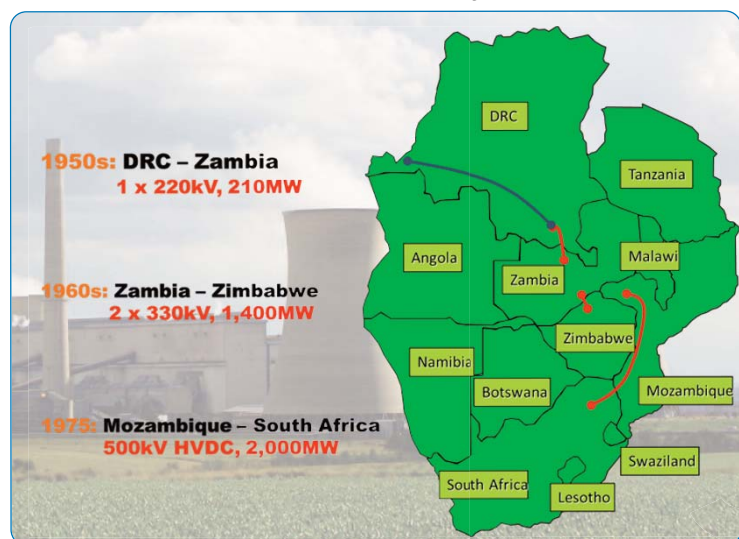 1950s: DRC – Zambia
1 x 220kV, 210MW
1960s: Zambia – Zimbabwe
2 x 330kV, 1,400MW
1975: Mozambique – South Africa
500kV HVDC, 2,000MW
DRC
Tanzania
Angola
Zambia
Malawi
Zimbabwe
Namibia
Botswana
Mozambique
Swaziland
South Africa
Lesotho